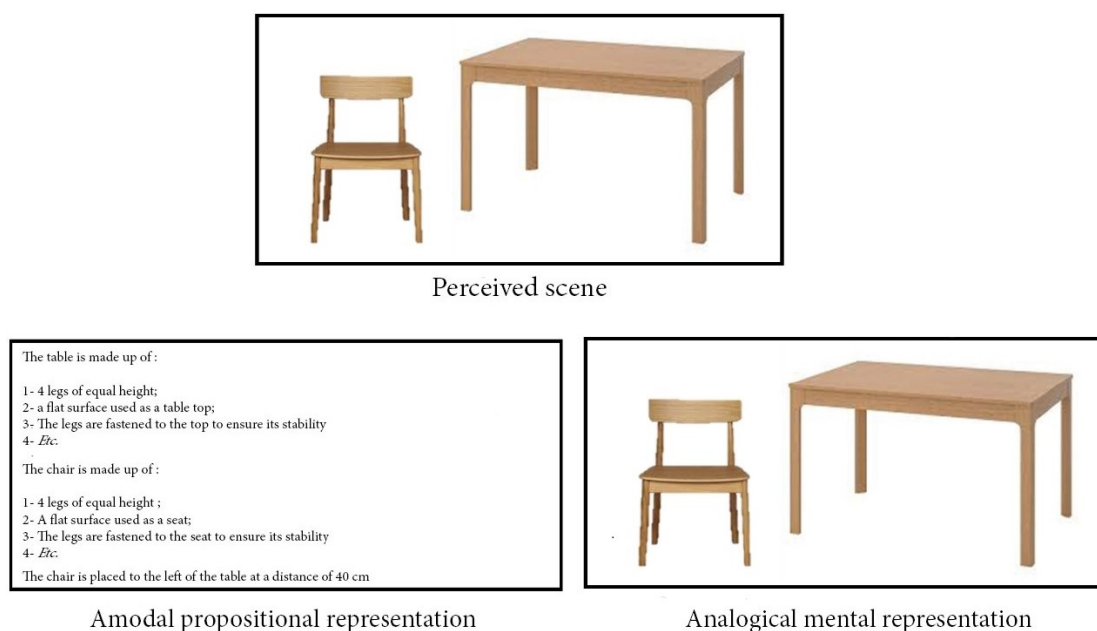 Perceived scene
The table is made up of :
1- 4 legs of equal height;
2- a flat surface used as a table top;
3- The legs are fastened to the top to ensure its stability
4- Etc.
The chair is made up of :
1- 4 legs of equal height ;
2- A flat surface used as a seat;
3- The legs are fastened to the seat to ensure its stability
4- Etc.
The chair is placed to the left of the table at a distance of 40 cm
Amodal propositional representation
Analogical mental representation